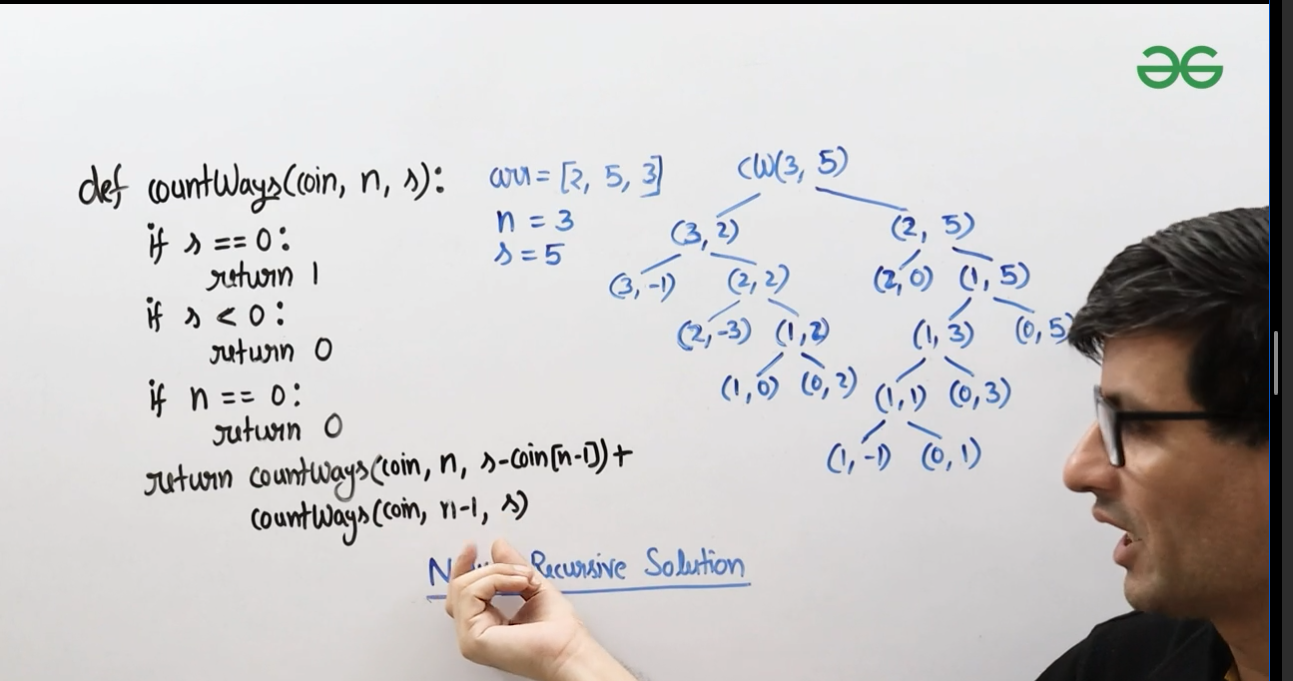 def countWays(coin, n, s):
if s == 0:
return 1
if s < 0:
return 0
if n == 0:
return 0
return countWays(coin, n, s-coin[n-1])+
countWays(coin, n-1, s)
arr = [2, 5, 3]
n = 3
s = 5
CW(3, 5)
(3, 2) (2, 5)
(3, -1) (2, 2) (2, 0) (1, 5)
(2, -3) (1, 2) (1, 3) (0, 5)
(1, 0) (0, 2) (1, 1) (0, 3)
(1, -1) (0, 1)
Recursive Solution